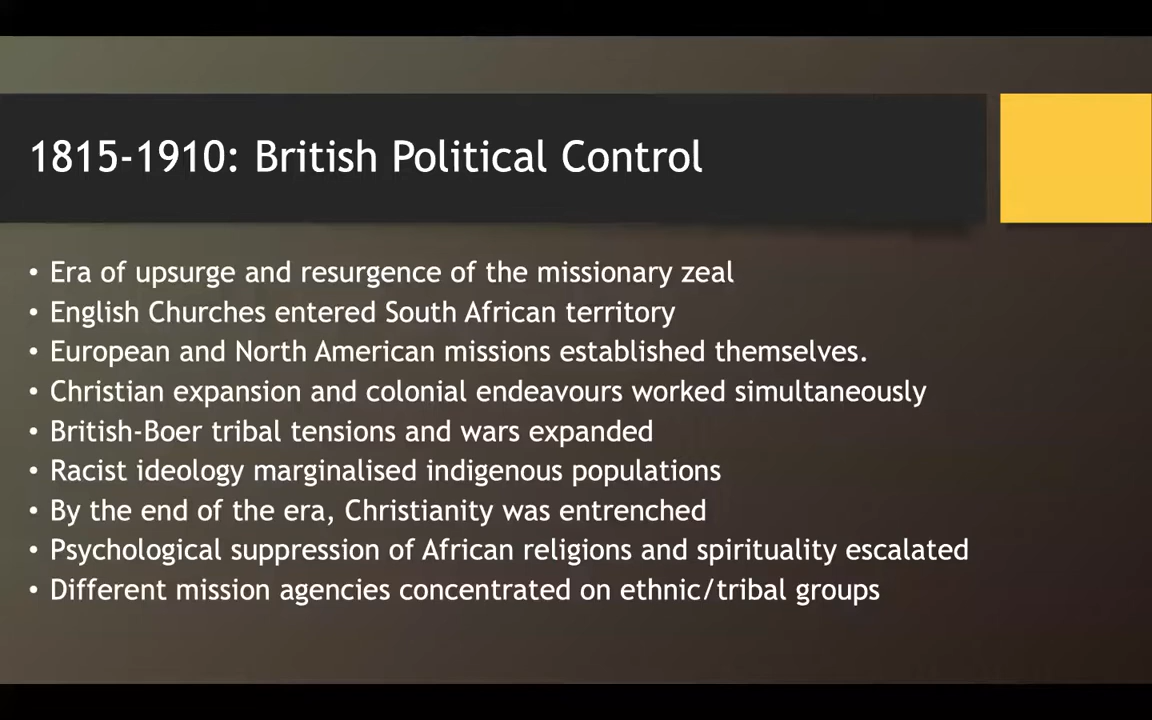 1815-1910: British Political Control
• Era of upsurge and resurgence of the missionary zeal
• English Churches entered South African territory
• European and North American missions established themselves.
• Christian expansion and colonial endeavours worked simultaneously
• British-Boer tribal tensions and wars expanded
• Racist ideology marginalised indigenous populations
• By the end of the era, Christianity was entrenched
• Psychological suppression of African religions and spirituality escalated
• Different mission agencies concentrated on ethnic/tribal groups